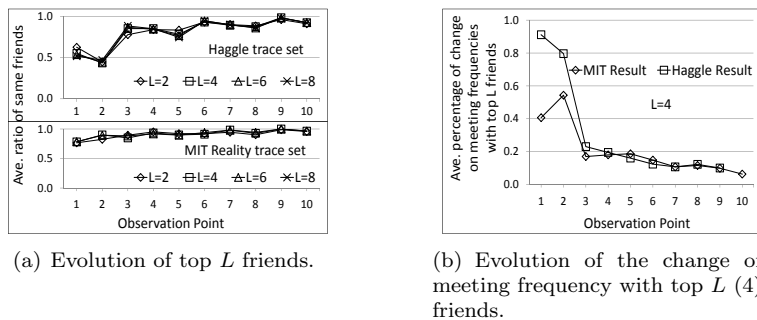 Ave. ratio of same friends
1.0
0.5
0.0
Haggle trace set
L=2 L=4 L=6 L=8
1 2 3 4 5 6 7 8 9 10
1.0
0.5
0.0
MIT Reality trace set
L=2 L=4 L=6 L=8
1 2 3 4 5 6 7 8 9 10
Observation Point
(a) Evolution of top L friends.
Ave. percentage of change
on meeting frequencies
with top L friends
1.0
0.8
0.6
0.4
0.2
0.0
MIT Result Haggle Result
L=4
1 2 3 4 5 6 7 8 9 10
Observation Point
(b) Evolution of the change of
meeting frequency with top L (4)
friends.